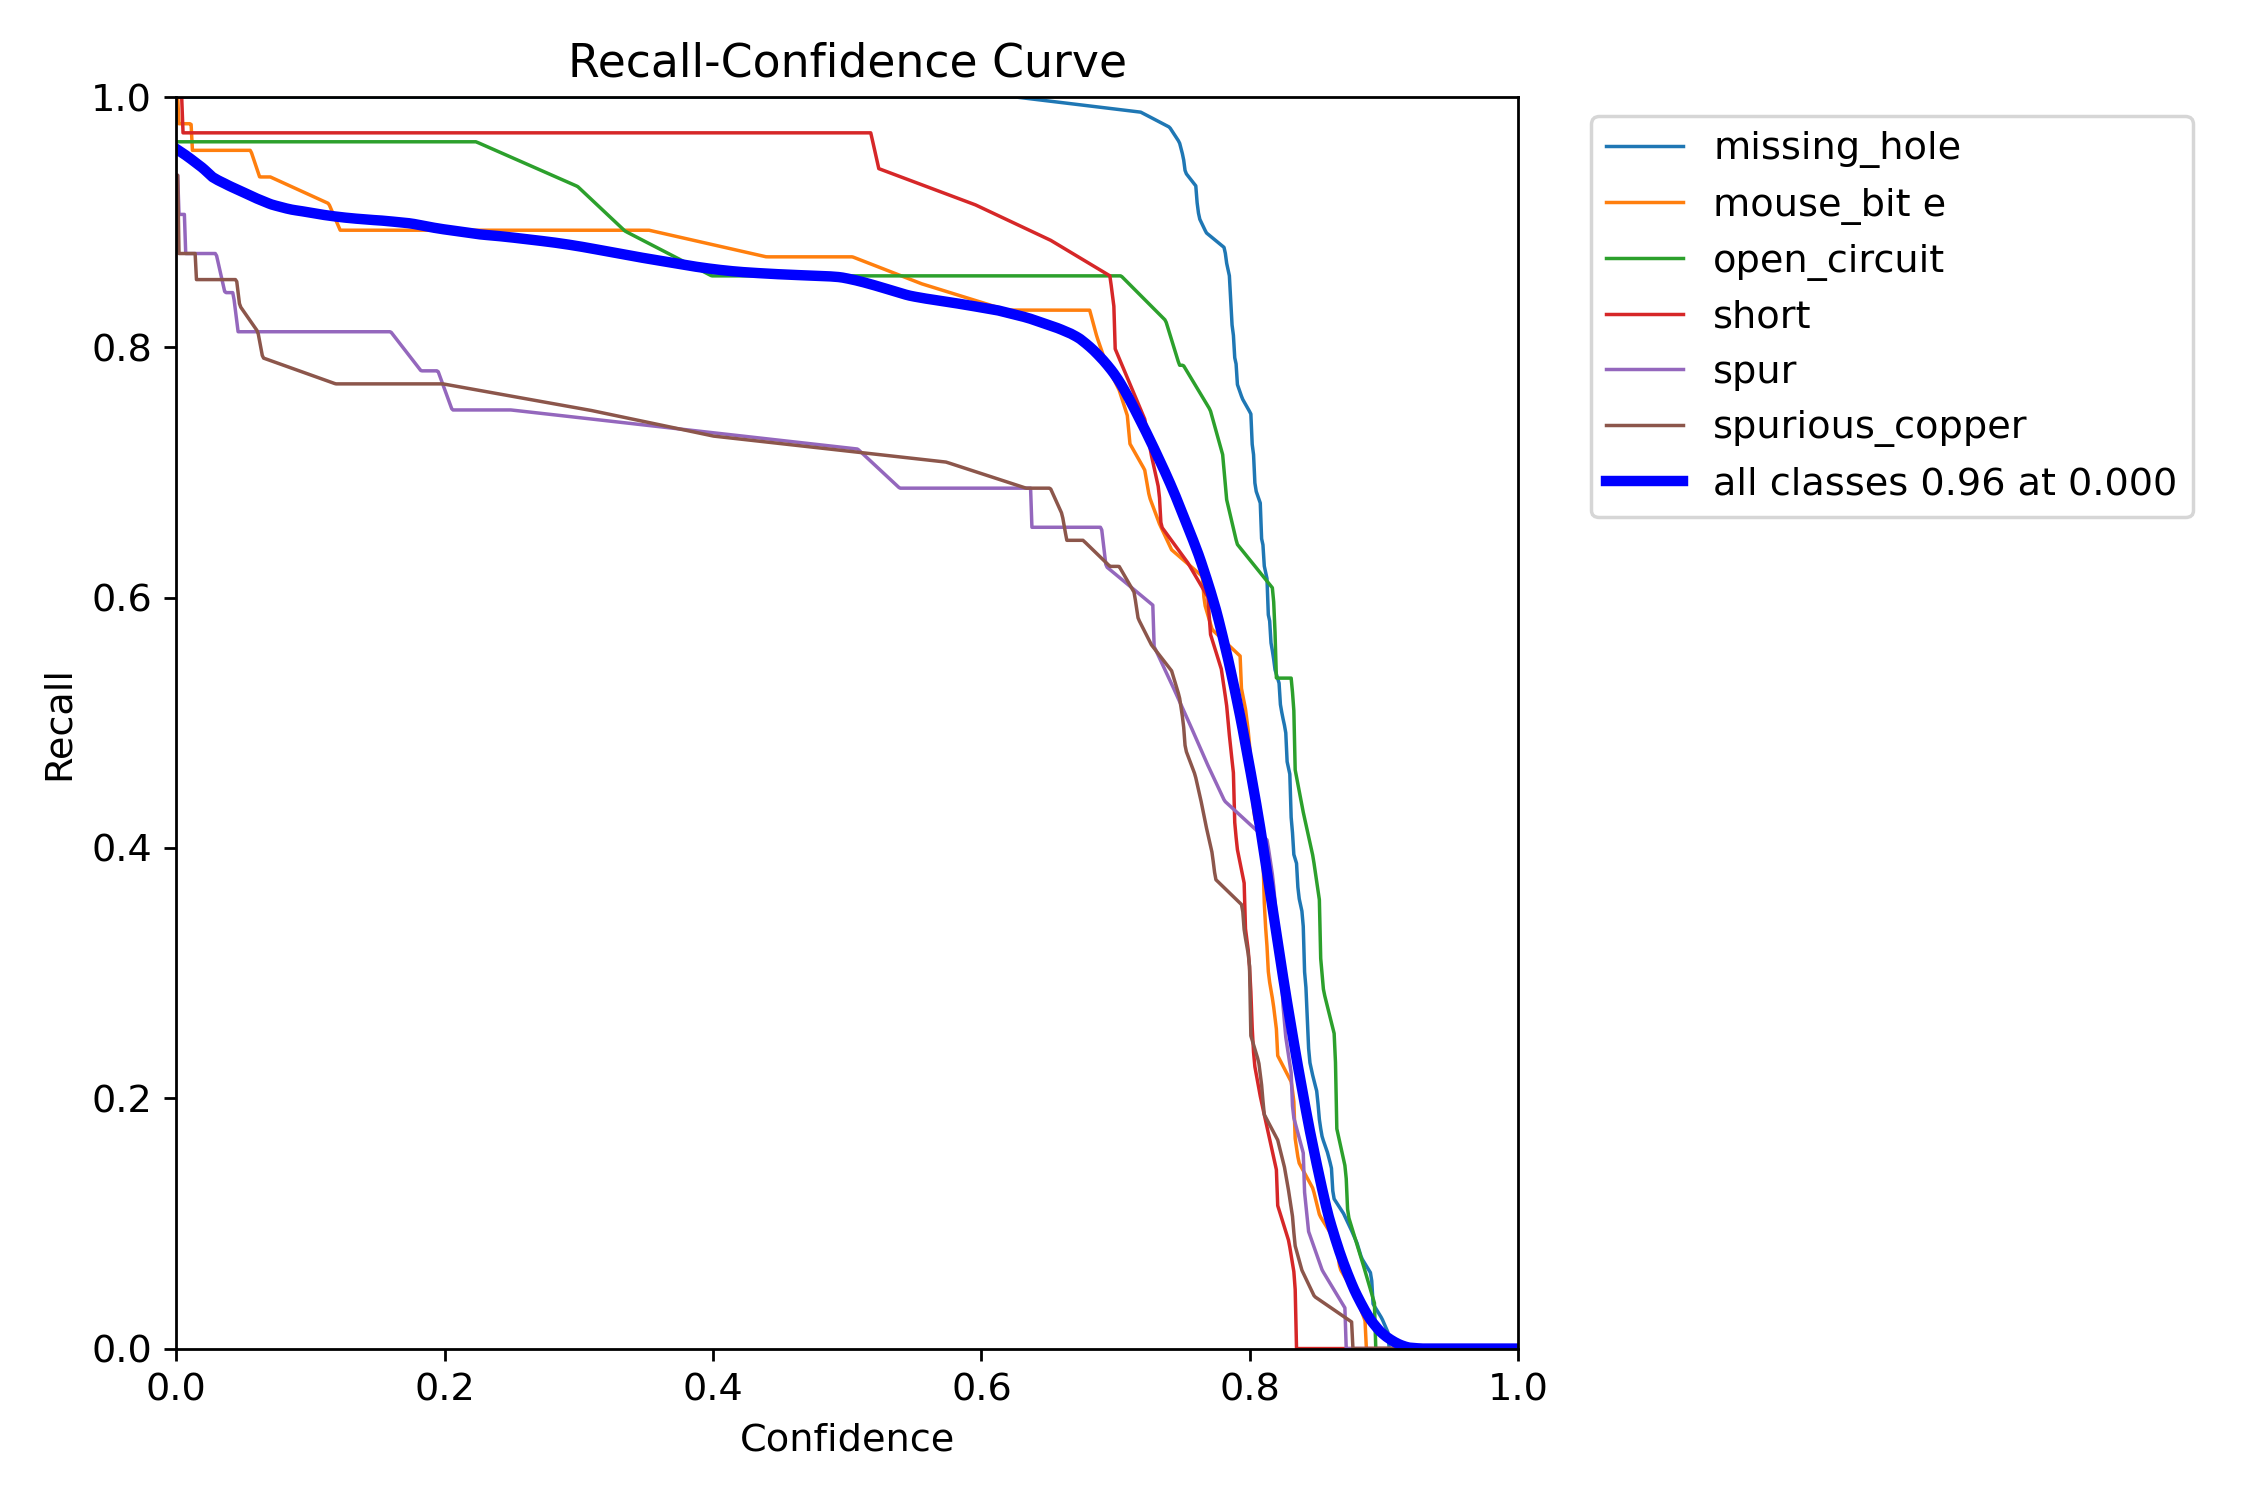 Recall-Confidence Curve
1.0
0.8
0.6
0.4
0.2
0.0
Recall
0.0 0.2 0.4 0.6 0.8 1.0
Confidence
missing_hole
mouse_bit e
open_circuit
short
spur
spurious_copper
all classes 0.96 at 0.000